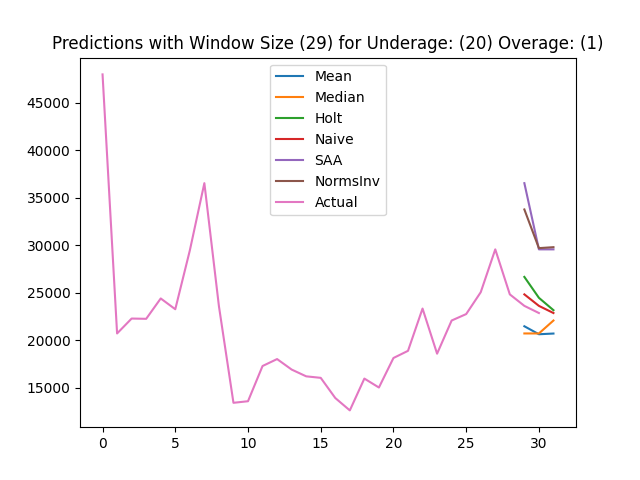 Predictions with Window Size (29) for Underage: (20) Overage: (1)
Mean
Median
Holt
Naive
SAA
NormsInv
Actual
45000
40000
35000
30000
25000
20000
15000
0 5 10 15 20 25 30